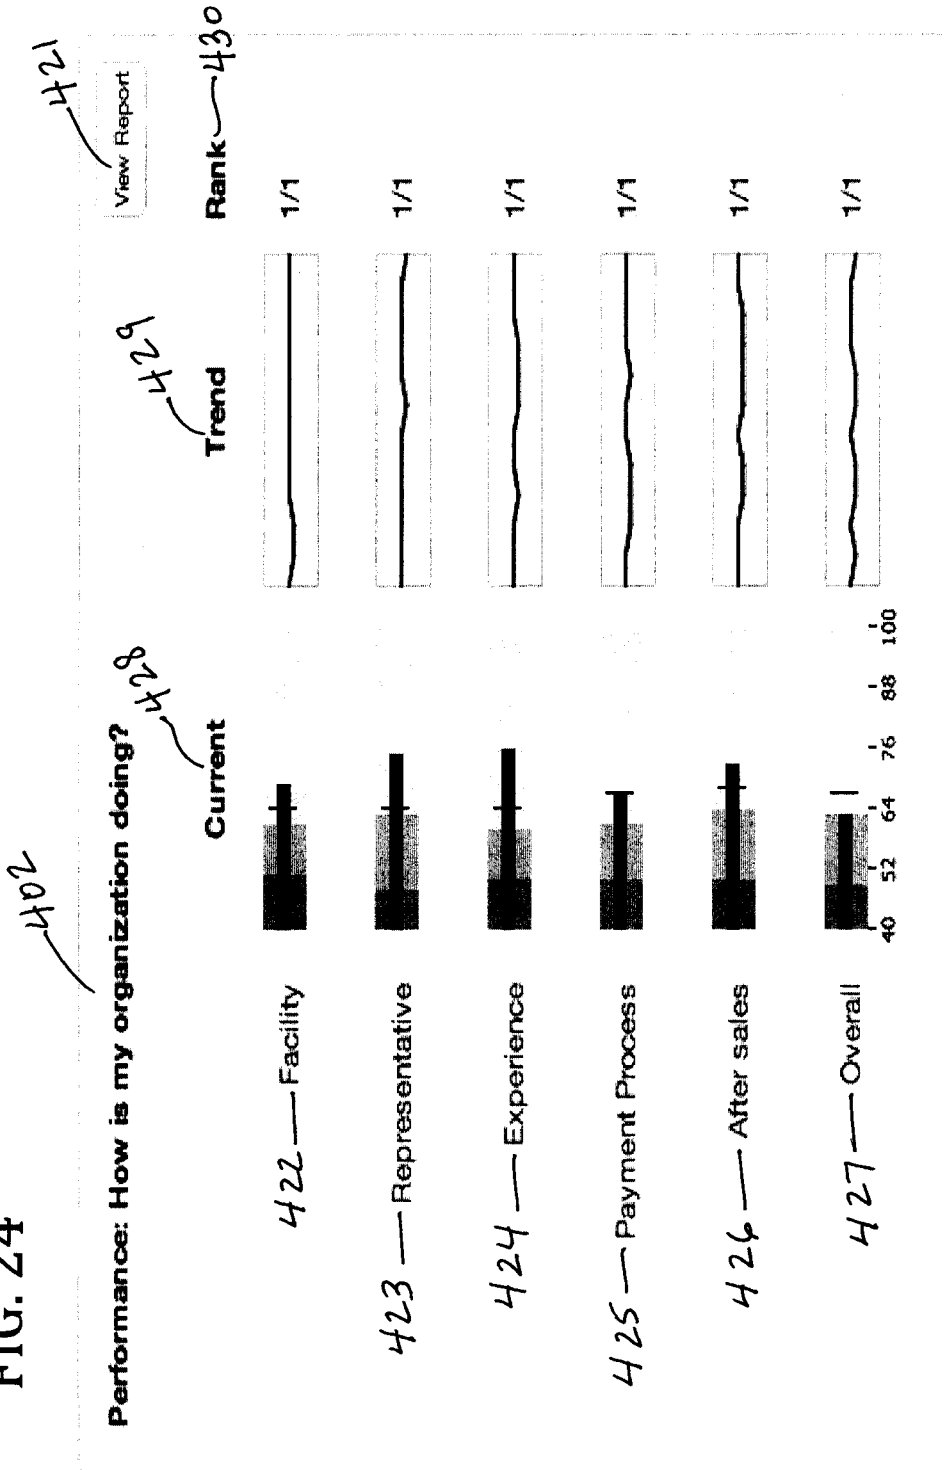 FIG. 24
402
421
Performance: How is my organization doing?
View Report
428
429
430
Current
Trend
Rank
422 Facility 1/1
423 Representative 1/1
424 Experience 1/1
425 Payment Process 1/1
426 After sales 1/1
427 Overall 1/1
40 52 64 76 88 100